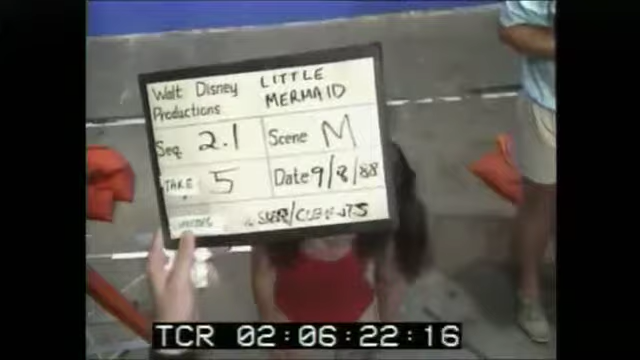 Walt Disney
Productions
LITTLE
MERMAID
Seq. 2.1
Scene M
TAKE 5
Date 9/8/88
TCR 02:06:22:16